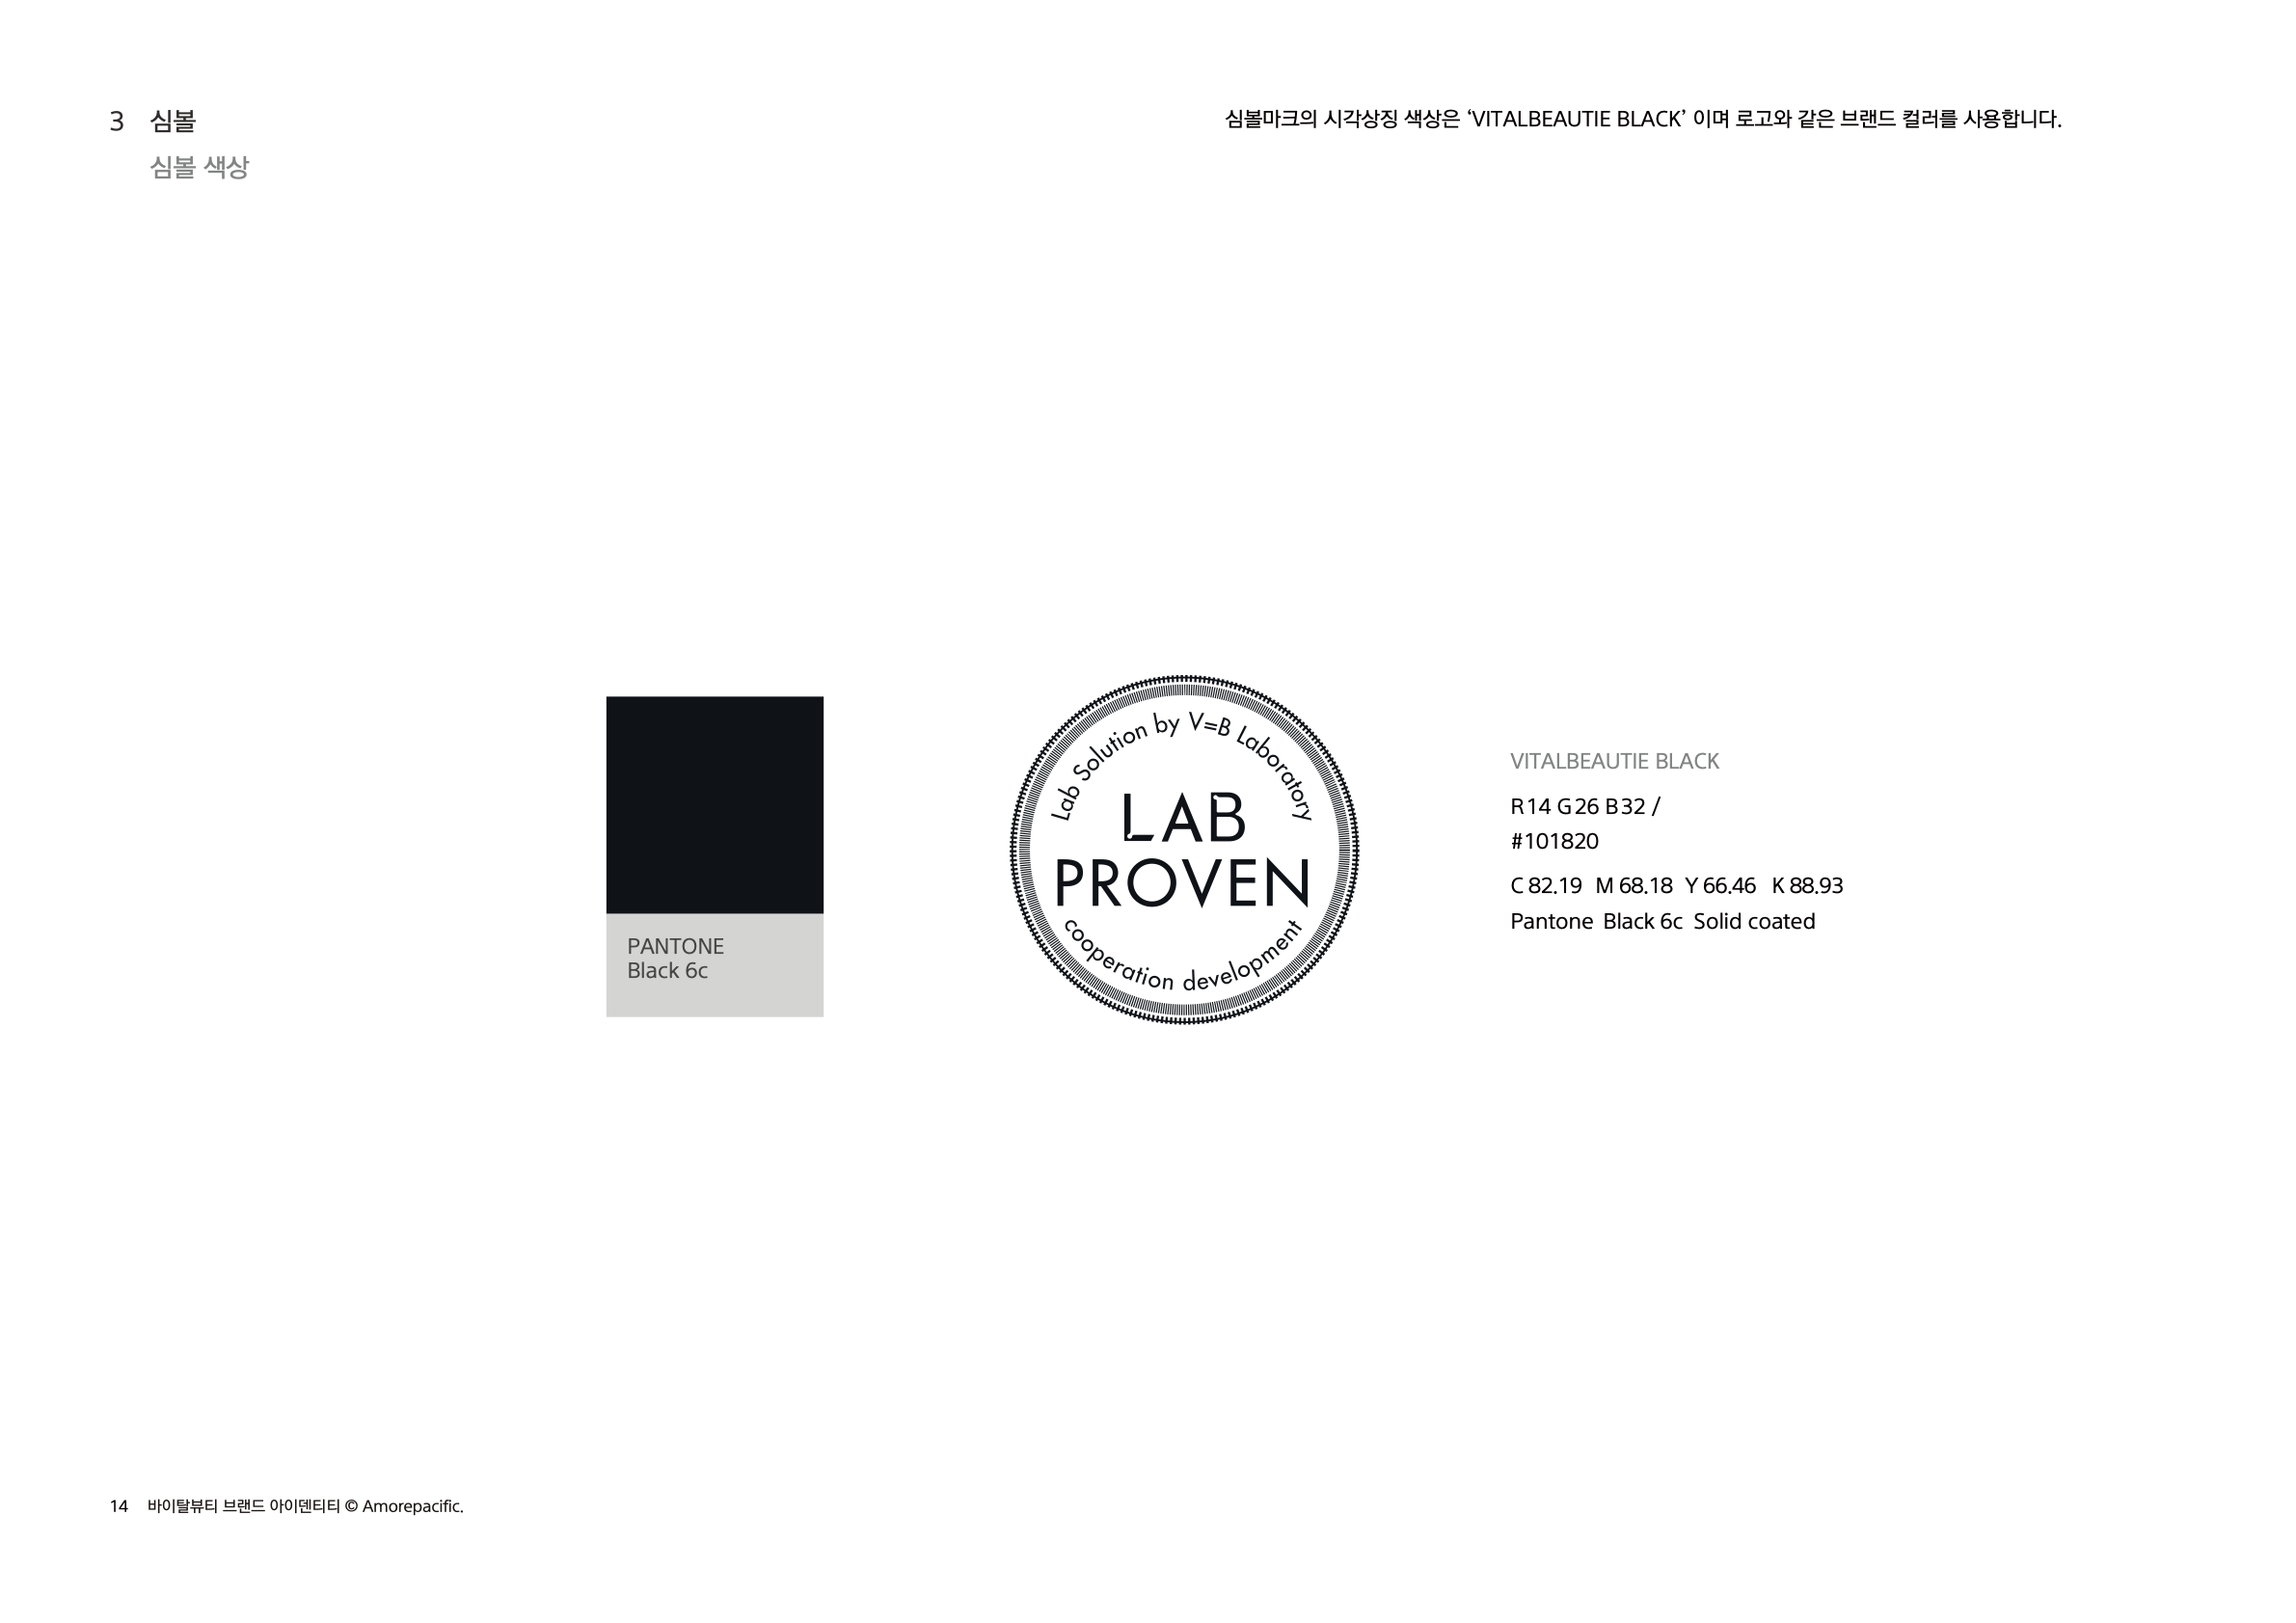 3 심볼
심볼 색상
심볼마크의 시각상징 색상은 ‘VITALBEAUTIE BLACK’ 이며 로고와 같은 브랜드 컬러를 사용합니다.
PANTONE
Black 6c
Lab Solution by V=B Laboratory
LAB
PROVEN
cooperation development
VITALBEAUTIE BLACK
R14 G26 B32 /
#101820
C 82.19 M 68.18 Y 66.46 K 88.93
Pantone Black 6c Solid coated
14 바이탈뷰티 브랜드 아이덴티티 © Amorepacific.